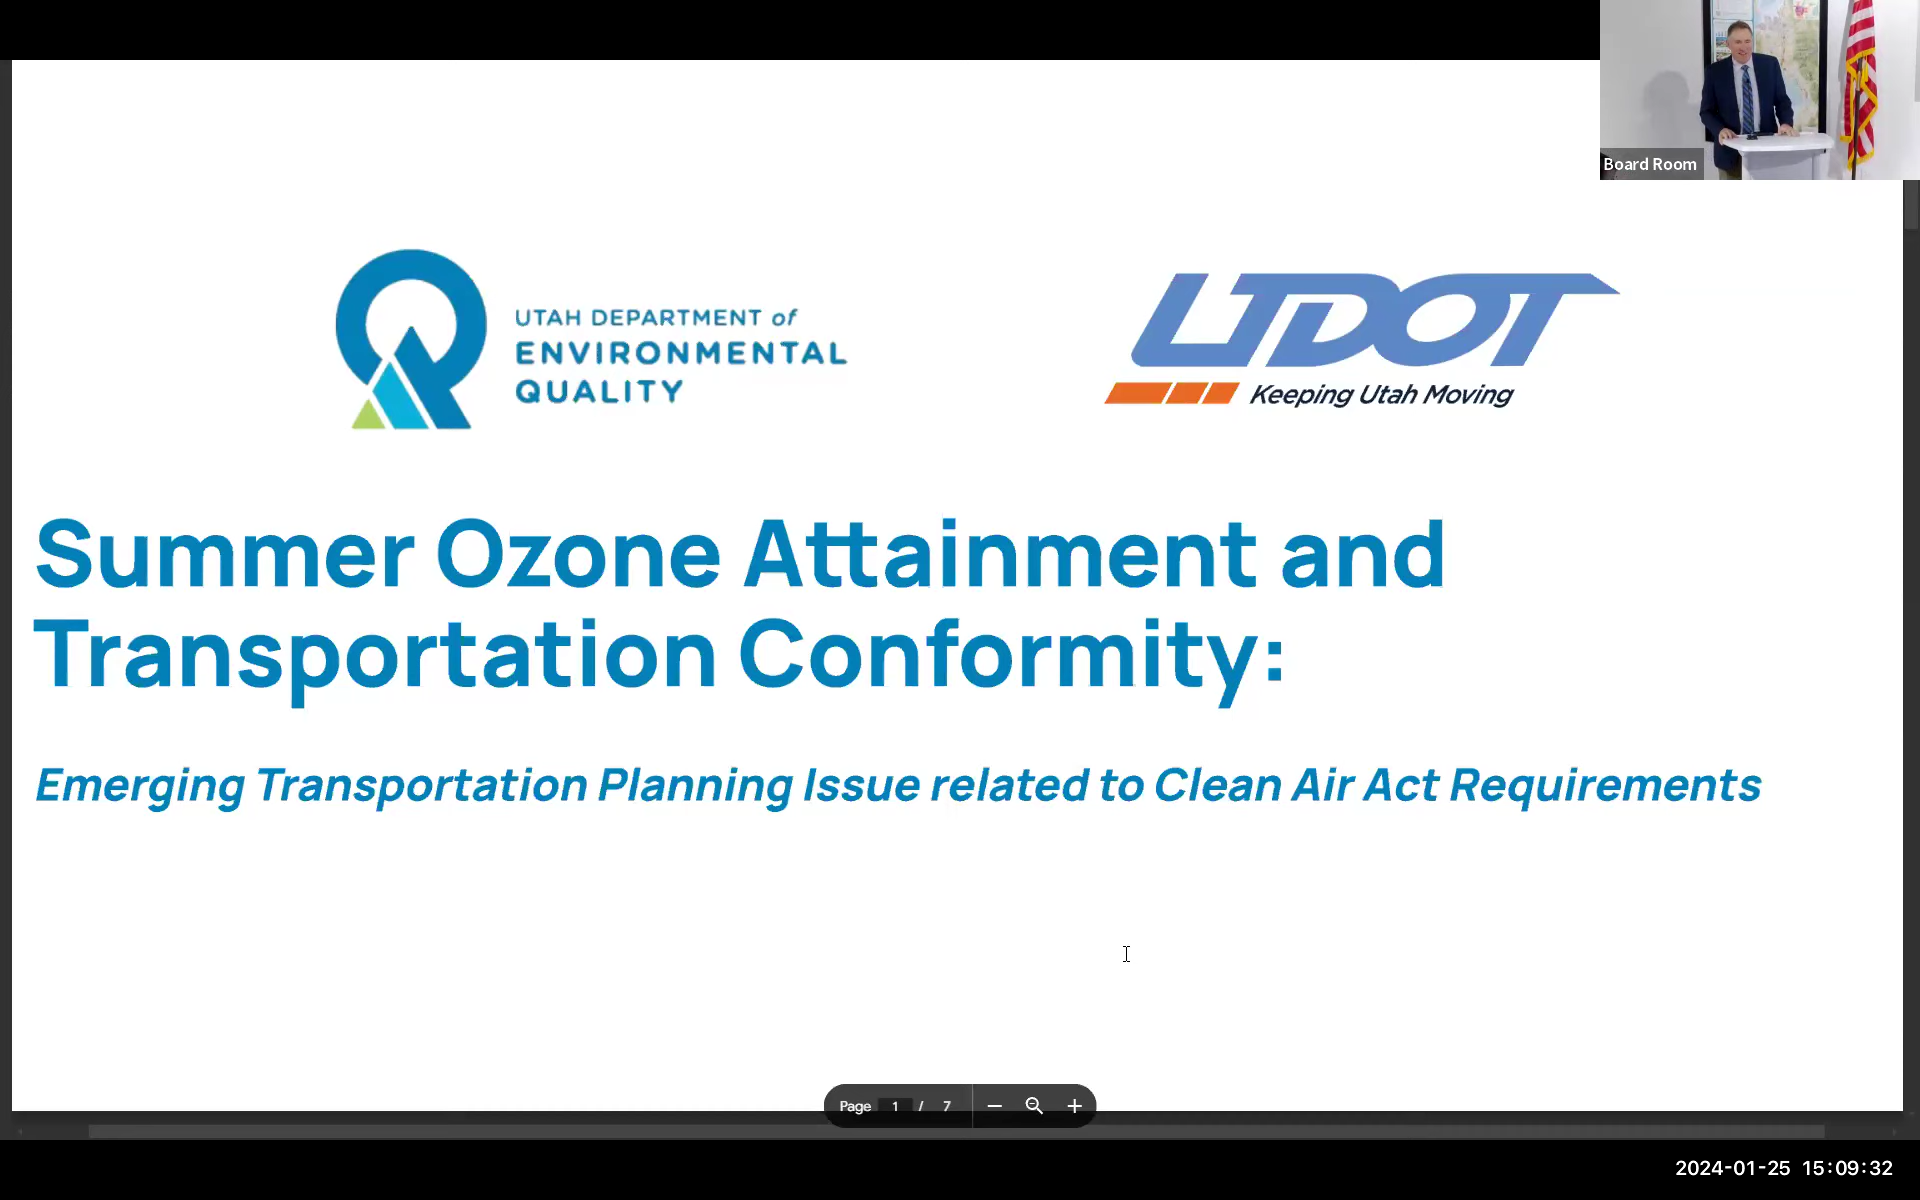 Board Room
UTAH DEPARTMENT of
ENVIRONMENTAL
QUALITY
UDOT
Keeping Utah Moving
Summer Ozone Attainment and
Transportation Conformity:
Emerging Transportation Planning Issue related to Clean Air Act Requirements
Page 1 / 7
2024-01-25 15:09:32